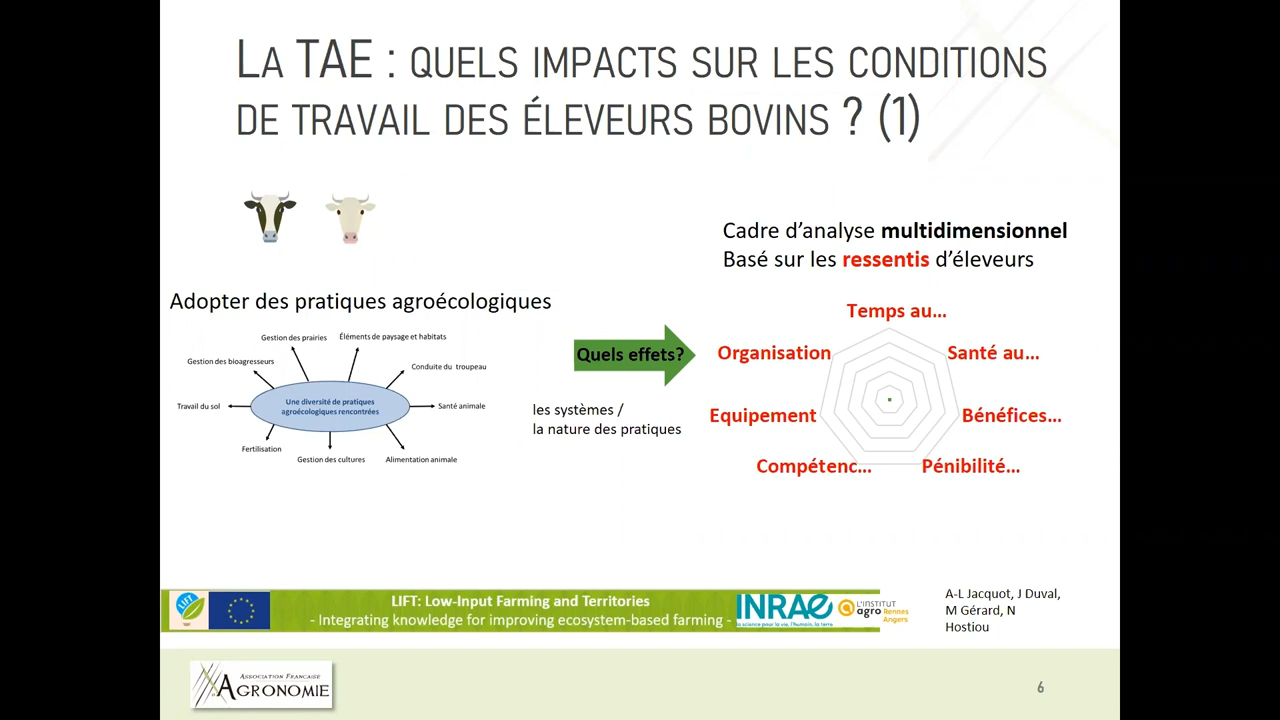 LA TAE : QUELS IMPACTS SUR LES CONDITIONS
DE TRAVAIL DES ÉLEVEURS BOVINS ? (1)
Cadre d'analyse multidimensionnel
Basé sur les ressentis d'éleveurs
Adopter des pratiques agroécologiques
Gestion des prairies
Éléments de paysage et habitats
Gestion des bioagresseurs
Conduite du troupeau
Une diversité de pratiques
agroécologiques rencontrées
Travail du sol
Santé animale
Fertilisation
Gestion des cultures
Alimentation animale
Quels effets?
les systèmes /
la nature des pratiques
Temps au...
Organisation
Santé au...
Equipement
Bénéfices...
Compétenc...
Pénibilité...
LIFT
LIFT: Low-Input Farming and Territories
- Integrating knowledge for improving ecosystem-based farming -
INRAE
la science pour la vie, l'humain, la terre
L'INSTITUT
agro Rennes
Angers
A-L Jacquot, J Duval,
M Gérard, N
Hostiou
ASSOCIATION FRANÇAISE
AGRONOMIE
6